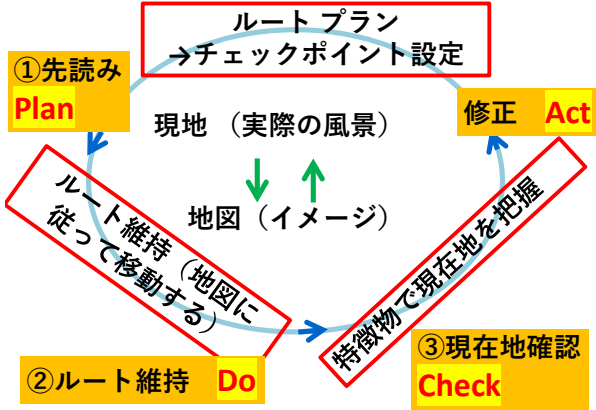 ルート プラン
→チェックポイント設定
①先読み
Plan
修正 Act
現地 （実際の風景）
地図（イメージ）
ルート維持（地図に
従って移動する）
特徴物で現在地を把握
②ルート維持 Do
③現在地確認
Check